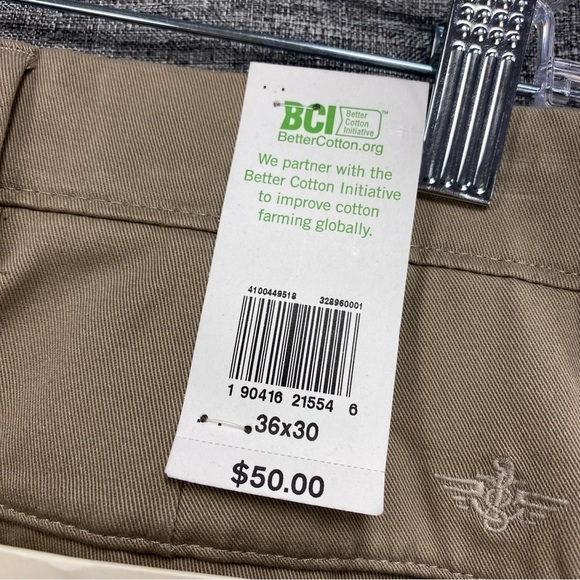 BCI Better Cotton Initiative™
BetterCotton.org
We partner with the
Better Cotton Initiative
to improve cotton
farming globally.
4100449518 328960001
1 90416 21554 6
36x30
$50.00